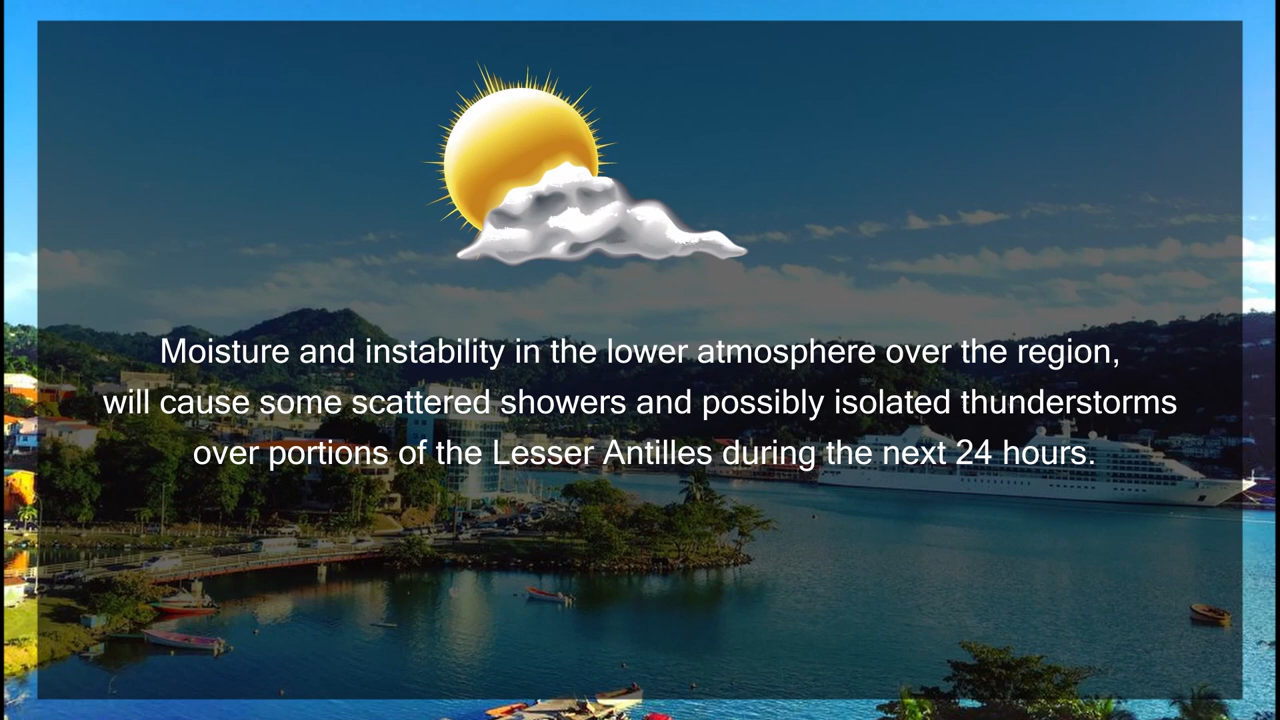 Moisture and instability in the lower atmosphere over the region,
will cause some scattered showers and possibly isolated thunderstorms
over portions of the Lesser Antilles during the next 24 hours.